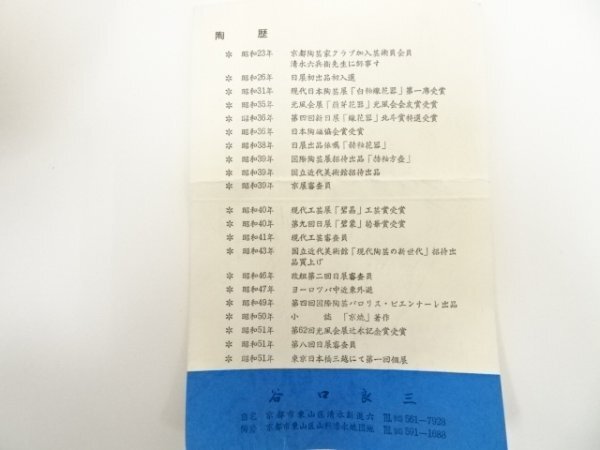 陶 歴
＊ 昭和23年 京都陶芸家クラブ加入芸術員会員
清水六兵衛先生に師事す
＊ 昭和26年 日展初出品初入選
＊ 昭和31年 現代日本陶芸展「白釉線花器」第一席受賞
＊ 昭和35年 光風会展「萠芽花器」光風会会友賞受賞
＊ 昭和36年 第四回新日展「線花器」北斗賞特選受賞
＊ 昭和36年 日本陶磁協会賞受賞
＊ 昭和38年 日展出品依嘱「赫釉花器」
＊ 昭和39年 国際陶芸展招待出品「赫釉方壷」
＊ 昭和39年 国立近代美術館招待出品
＊ 昭和39年 京展審査員
＊ 昭和40年 現代工芸展「碧晶」工芸賞受賞
＊ 昭和40年 第九回日展「碧象」菊華賞受賞
＊ 昭和41年 現代工芸審査員
＊ 昭和43年 国立近代美術館「現代陶芸の新世代」招待出
品買上げ
＊ 昭和46年 改組第二回日展審査員
＊ 昭和47年 ヨーロツパ中近東外遊
＊ 昭和49年 第四回国際陶芸バロリス・ビエンナーレ出品
＊ 昭和50年 小 誌 「京焼」著作
＊ 昭和51年 第62回光風会展辻永記念賞受賞
＊ 昭和51年 第八回日展審査員
＊ 昭和51年 東京日本橋三越にて第一回個展
谷 口 良 三
自宅 京都市東山区清水新道六 TEL 075 561—7928
陶房 京都市東山区山科清水焼団地 TEL 075 591—1688